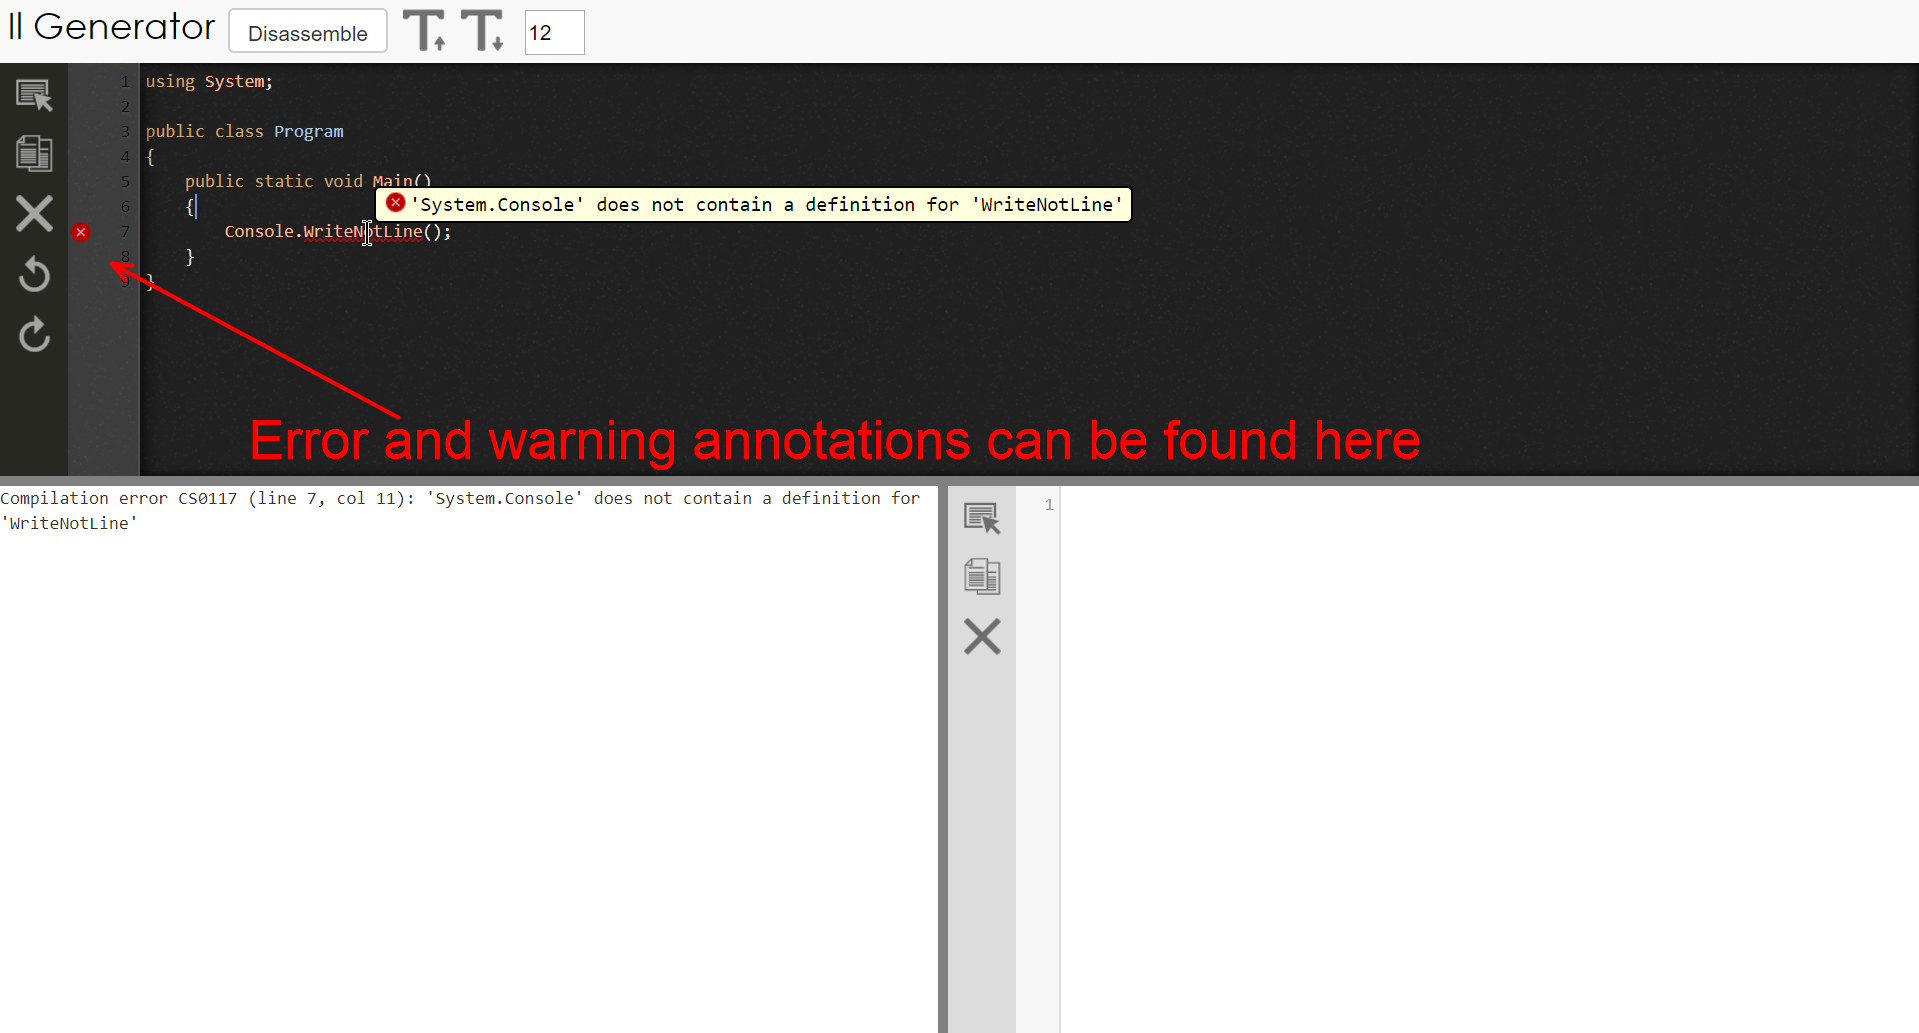 Il Generator
Disassemble
12
1 using System;
2
3 public class Program
4 {
5 public static void Main()
'System.Console' does not contain a definition for 'WriteNotLine'
6 {
7 Console.WriteNotLine();
8 }
9 }
Error and warning annotations can be found here
Compilation error CS0117 (line 7, col 11): 'System.Console' does not contain a definition for
'WriteNotLine'
1